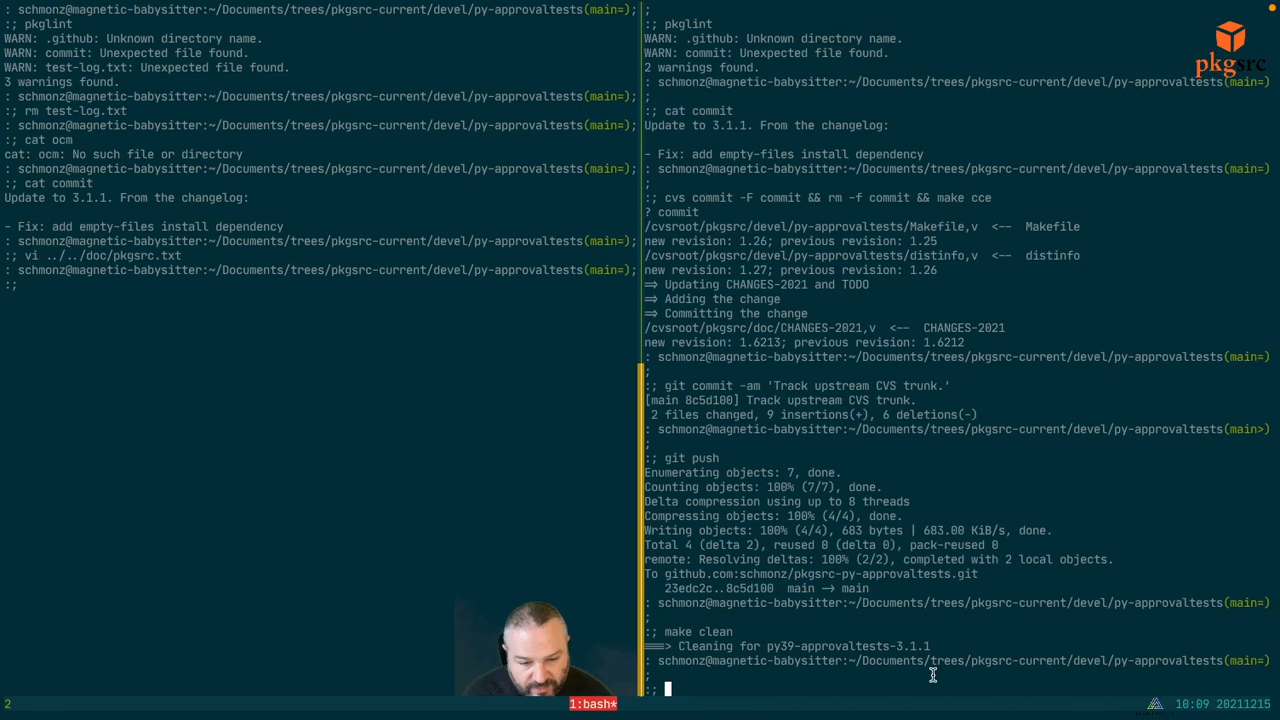 : schmonz@magnetic-babysitter:~/Documents/trees/pkgsrc-current/devel/py-approvaltests(main=);
:; pkglint
WARN: .github: Unknown directory name.
WARN: commit: Unexpected file found.
WARN: test-log.txt: Unexpected file found.
3 warnings found.
: schmonz@magnetic-babysitter:~/Documents/trees/pkgsrc-current/devel/py-approvaltests(main=);
:; rm test-log.txt
: schmonz@magnetic-babysitter:~/Documents/trees/pkgsrc-current/devel/py-approvaltests(main=);
:; cat ocm
cat: ocm: No such file or directory
: schmonz@magnetic-babysitter:~/Documents/trees/pkgsrc-current/devel/py-approvaltests(main=);
:; cat commit
Update to 3.1.1. From the changelog:
- Fix: add empty-files install dependency
: schmonz@magnetic-babysitter:~/Documents/trees/pkgsrc-current/devel/py-approvaltests(main=);
:; vi ../../doc/pkgsrc.txt
: schmonz@magnetic-babysitter:~/Documents/trees/pkgsrc-current/devel/py-approvaltests(main=);
:;
;
:; pkglint
WARN: .github: Unknown directory name.
WARN: commit: Unexpected file found.
2 warnings found.
: schmonz@magnetic-babysitter:~/Documents/trees/pkgsrc-current/devel/py-approvaltests(main=)
;
:; cat commit
Update to 3.1.1. From the changelog:
- Fix: add empty-files install dependency
: schmonz@magnetic-babysitter:~/Documents/trees/pkgsrc-current/devel/py-approvaltests(main=)
;
:; cvs commit -F commit && rm -f commit && make cce
? commit
/cvsroot/pkgsrc/devel/py-approvaltests/Makefile,v <-- Makefile
new revision: 1.26; previous revision: 1.25
/cvsroot/pkgsrc/devel/py-approvaltests/distinfo,v <-- distinfo
new revision: 1.27; previous revision: 1.26
=> Updating CHANGES-2021 and TODO
=> Adding the change
=> Committing the change
/cvsroot/pkgsrc/doc/CHANGES-2021,v <-- CHANGES-2021
new revision: 1.6213; previous revision: 1.6212
: schmonz@magnetic-babysitter:~/Documents/trees/pkgsrc-current/devel/py-approvaltests(main=)
;
:; git commit -am 'Track upstream CVS trunk.'
[main 8c5d100] Track upstream CVS trunk.
2 files changed, 9 insertions(+), 6 deletions(-)
: schmonz@magnetic-babysitter:~/Documents/trees/pkgsrc-current/devel/py-approvaltests(main>)
;
:; git push
Enumerating objects: 7, done.
Counting objects: 100% (7/7), done.
Delta compression using up to 8 threads
Compressing objects: 100% (4/4), done.
Writing objects: 100% (4/4), 683 bytes | 683.00 KiB/s, done.
Total 4 (delta 2), reused 0 (delta 0), pack-reused 0
remote: Resolving deltas: 100% (2/2), completed with 2 local objects.
To github.com:schmonz/pkgsrc-py-approvaltests.git
23edc2c..8c5d100 main -> main
: schmonz@magnetic-babysitter:~/Documents/trees/pkgsrc-current/devel/py-approvaltests(main=)
;
:; make clean
===> Cleaning for py39-approvaltests-3.1.1
: schmonz@magnetic-babysitter:~/Documents/trees/pkgsrc-current/devel/py-approvaltests(main=)
;
:;
pkgsrc
2 1:bash* 10:09 20211215